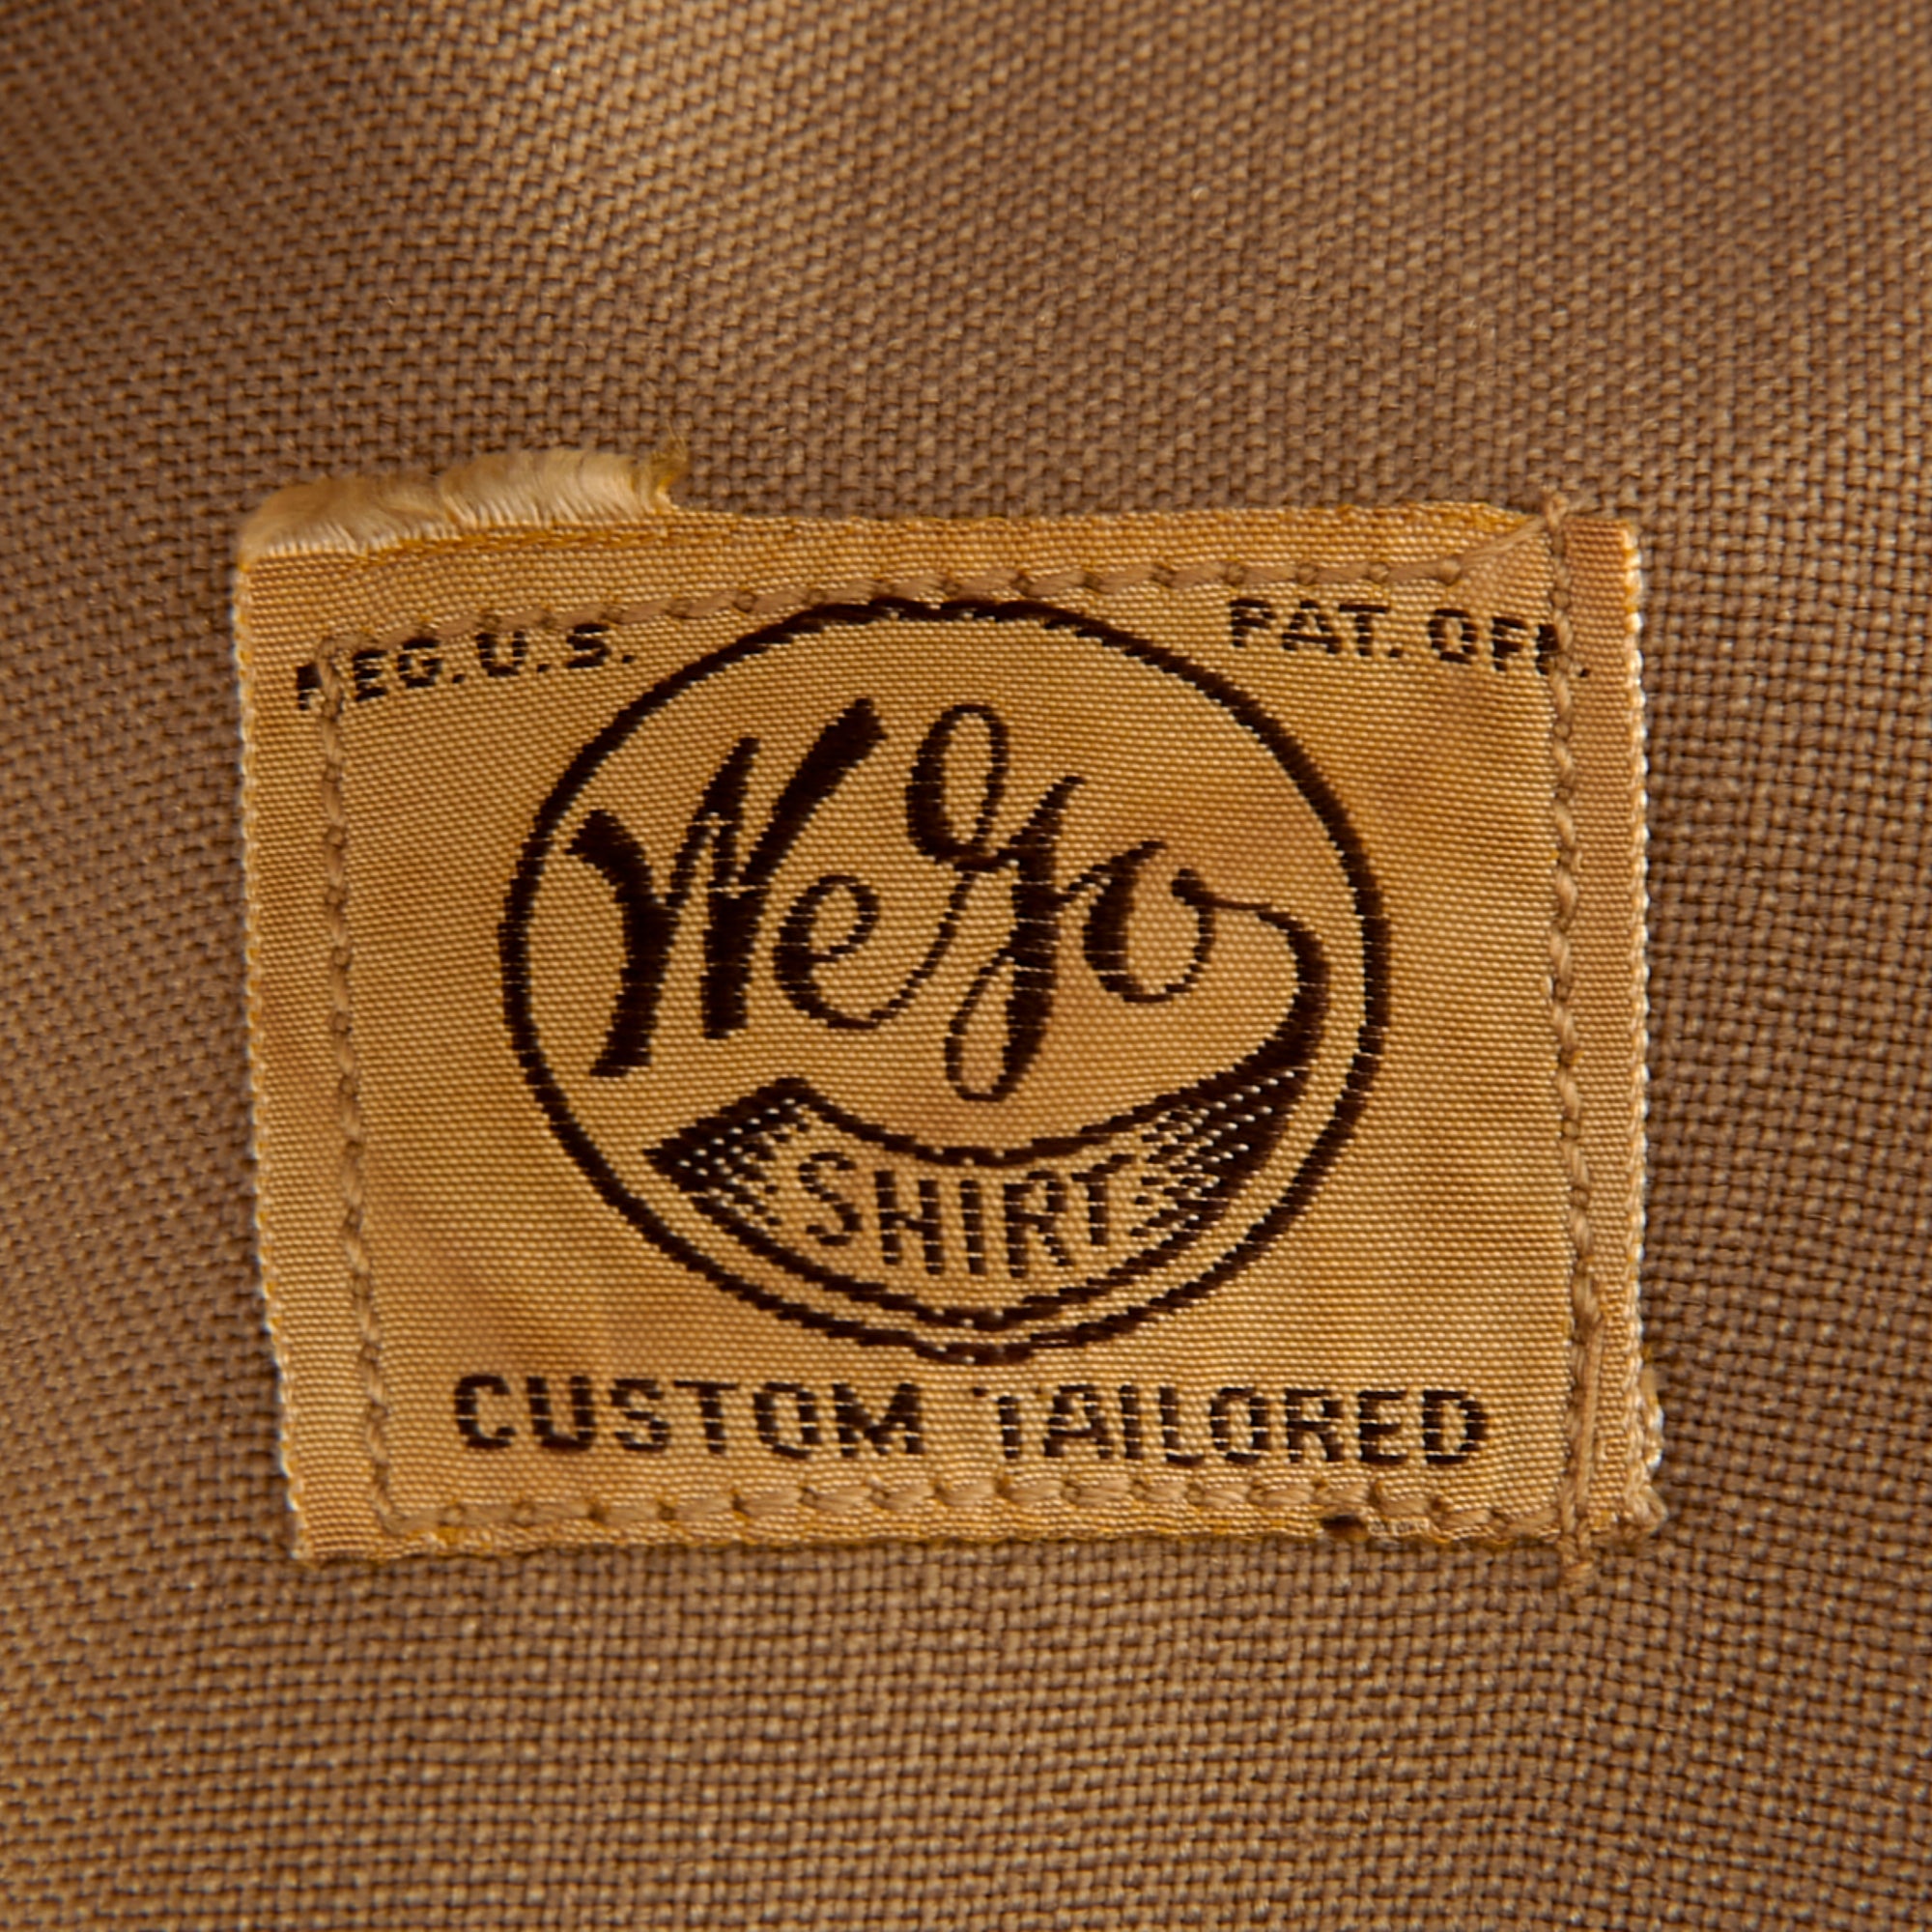 REG. U.S. PAT. OFF.
WeGo
SHIRT
CUSTOM TAILORED